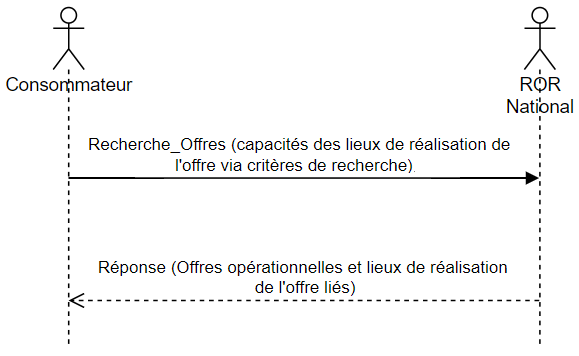 Consommateur
ROR
National
Recherche_Offres (capacités des lieux de réalisation de
l'offre via critères de recherche)
Réponse (Offres opérationnelles et lieux de réalisation
de l'offre liés)